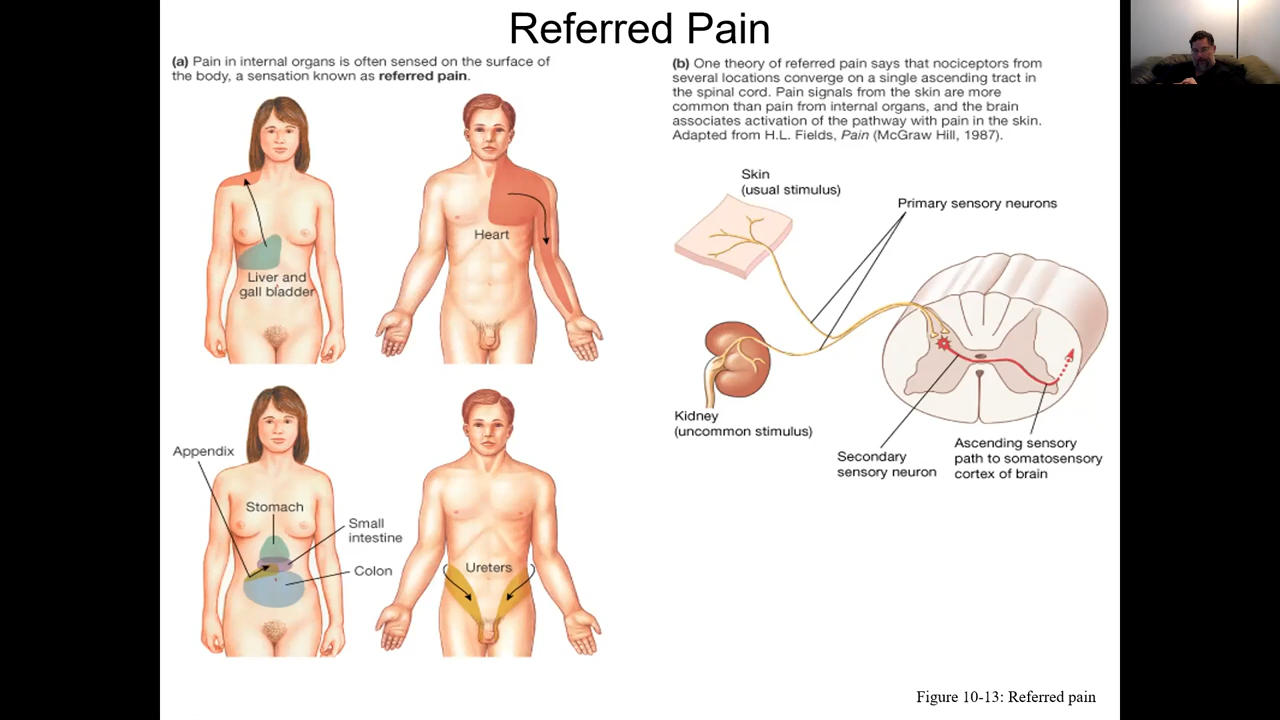 Referred Pain
(a) Pain in internal organs is often sensed on the surface of
the body, a sensation known as referred pain.
Liver and
gall bladder
Heart
Appendix
Stomach
Small
intestine
Colon
Ureters
(b) One theory of referred pain says that nociceptors from
several locations converge on a single ascending tract in
the spinal cord. Pain signals from the skin are more
common than pain from internal organs, and the brain
associates activation of the pathway with pain in the skin.
Adapted from H.L. Fields, Pain (McGraw Hill, 1987).
Skin
(usual stimulus)
Primary sensory neurons
Kidney
(uncommon stimulus)
Secondary
sensory neuron
Ascending sensory
path to somatosensory
cortex of brain
Figure 10-13: Referred pain